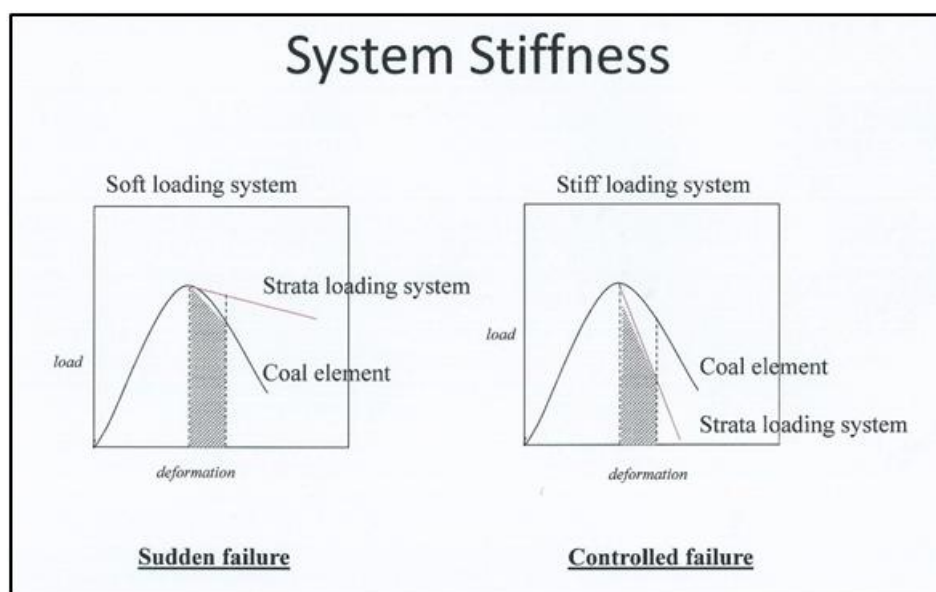 System Stiffness
Soft loading system
Strata loading system
load
Coal element
deformation
Sudden failure
Stiff loading system
load
Coal element
Strata loading system
deformation
Controlled failure